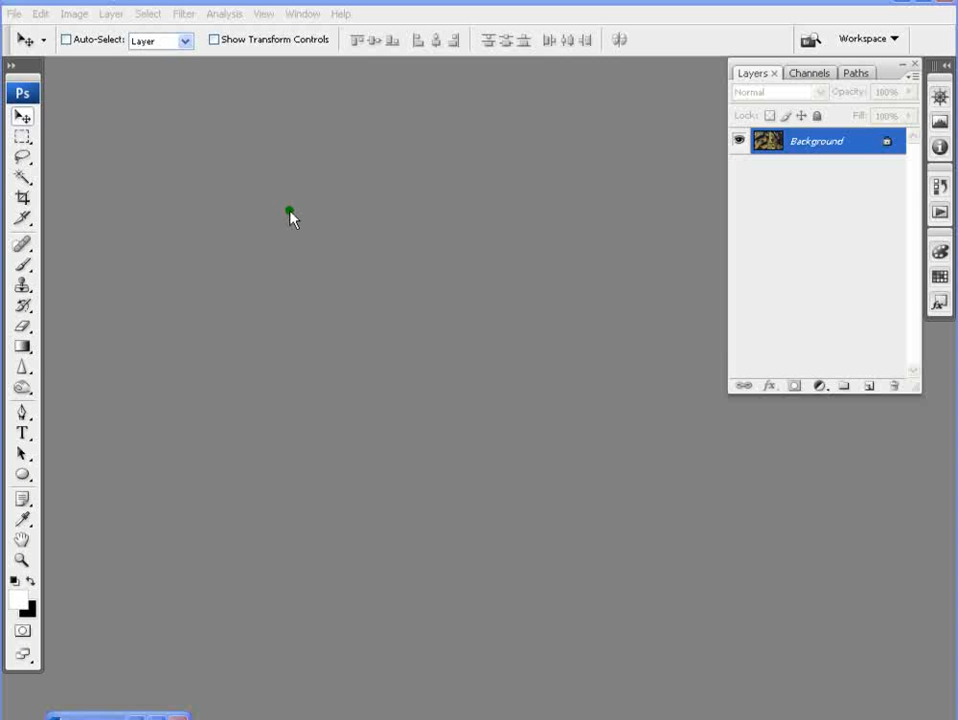 File Edit Image Layer Select Filter Analysis View Window Help
Auto-Select: Layer Show Transform Controls Workspace
Ps
Layers x Channels Paths
Normal Opacity: 100%
Lock: Fill: 100%
Background
fx.
T